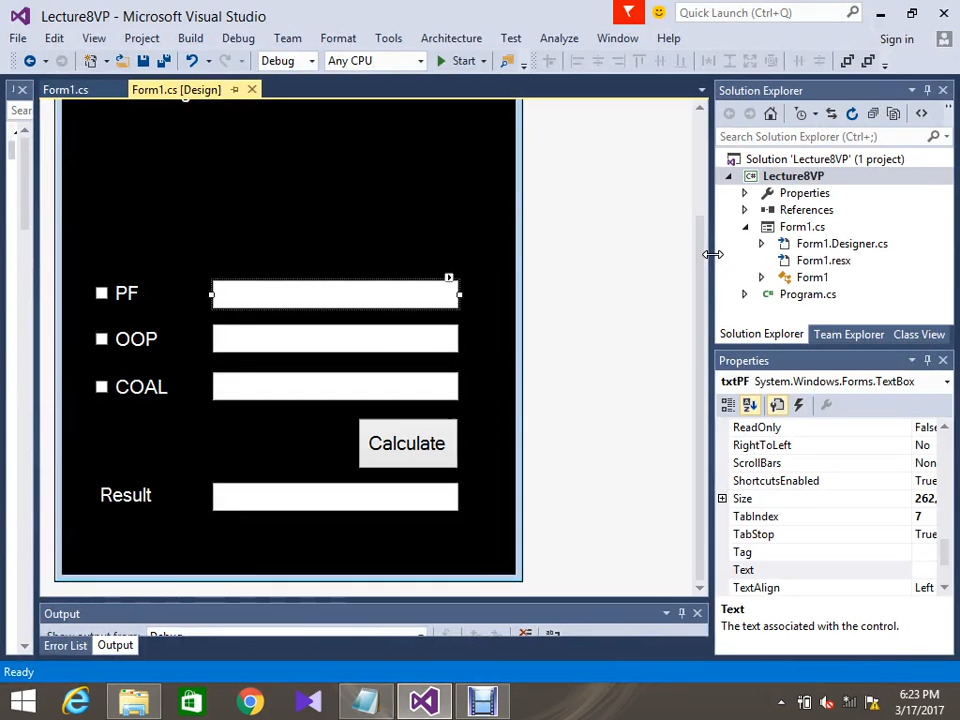 Lecture8VP - Microsoft Visual Studio
Quick Launch (Ctrl+Q)
File Edit View Project Build Debug Team Format Tools Architecture Test Analyze Window Help
Sign in
Debug Any CPU Start
Form1.cs Form1.cs [Design]
Sear
PF
OOP
COAL
Calculate
Result
Output
Error List Output
Solution Explorer
Search Solution Explorer (Ctrl+;)
Solution 'Lecture8VP' (1 project)
Lecture8VP
Properties
References
Form1.cs
Form1.Designer.cs
Form1.resx
Form1
Program.cs
Solution Explorer Team Explorer Class View
Properties
txtPF System.Windows.Forms.TextBox
ReadOnly False
RightToLeft No
ScrollBars Non
ShortcutsEnabled True
Size 262,
TabIndex 7
TabStop True
Tag
Text
TextAlign Left
Text
The text associated with the control.
Ready
6:23 PM
3/17/2017